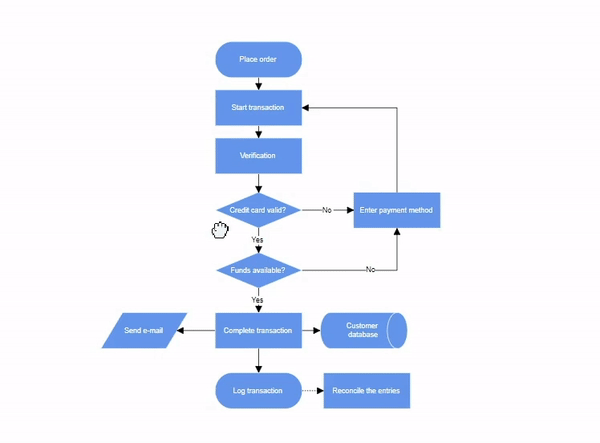 Place order
Start transaction
Verification
Credit card valid?
No
Enter payment method
Yes
Funds available?
No
Yes
Send e-mail
Complete transaction
Customer
database
Log transaction
Reconcile the entries